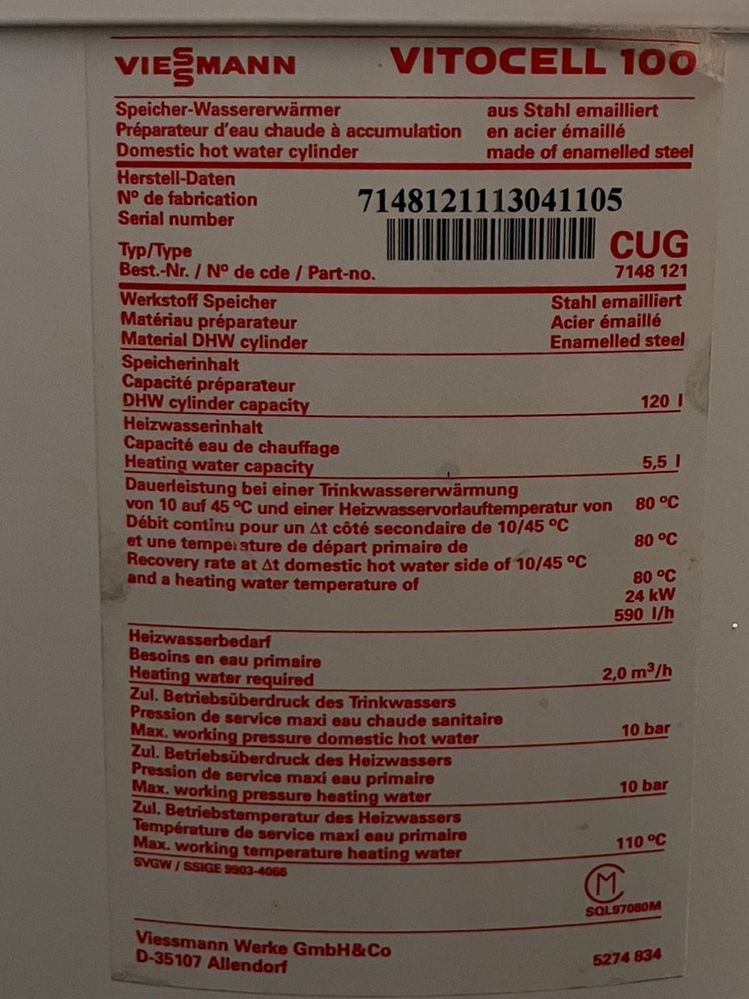 VIESSMANN VITOCELL 100
Speicher-Wassererwärmer aus Stahl emailliert
Préparateur d'eau chaude à accumulation en acier émaillé
Domestic hot water cylinder made of enamelled steel
Herstell-Daten
Nº de fabrication 7148121113041105
Serial number
Typ/Type CUG
Best.-Nr. / Nº de cde / Part-no. 7148 121
Werkstoff Speicher Stahl emailliert
Matériau préparateur Acier émaillé
Material DHW cylinder Enamelled steel
Speicherinhalt
Capacité préparateur
DHW cylinder capacity 120 l
Heizwasserinhalt
Capacité eau de chauffage
Heating water capacity 5,5 l
Dauerleistung bei einer Trinkwassererwärmung
von 10 auf 45 ºC und einer Heizwasservorlauftemperatur von 80 ºC
Débit continu pour un Δt côté secondaire de 10/45 ºC
et une température de départ primaire de 80 ºC
Recovery rate at Δt domestic hot water side of 10/45 ºC
and a heating water temperature of 80 ºC
24 kW
590 l/h
Heizwasserbedarf
Besoins en eau primaire
Heating water required 2,0 m³/h
Zul. Betriebsüberdruck des Trinkwassers
Pression de service maxi eau chaude sanitaire
Max. working pressure domestic hot water 10 bar
Zul. Betriebsüberdruck des Heizwassers
Pression de service maxi eau primaire
Max. working pressure heating water 10 bar
Zul. Betriebstemperatur des Heizwassers
Température de service maxi eau primaire
Max. working temperature heating water 110 ºC
SVGW / SSIGE 9903-4066
M
SQL97080M
Viessmann Werke GmbH&Co
D-35107 Allendorf 5274 834